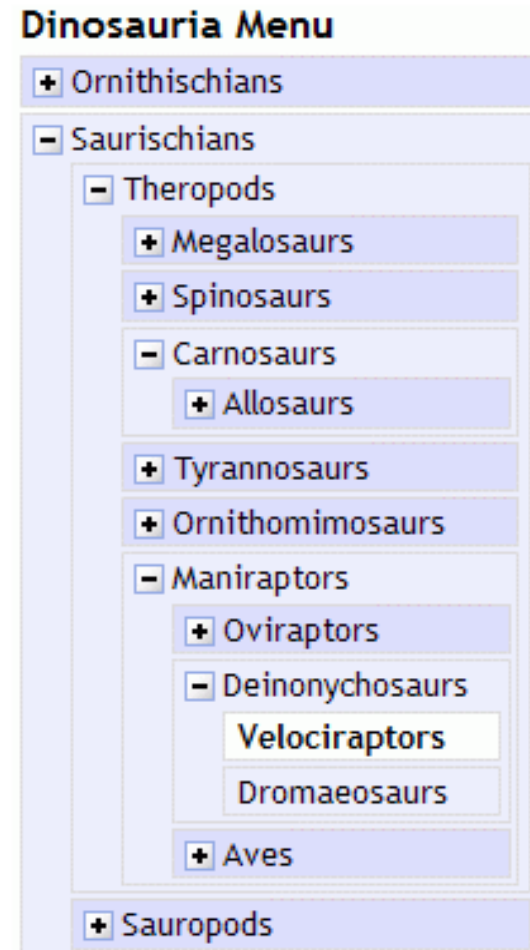 Dinosauria Menu
Ornithischians
Saurischians
Theropods
Megalosaurs
Spinosaurs
Carnosaurs
Allosaurs
Tyrannosaurs
Ornithomimosaurs
Maniraptors
Oviraptors
Deinonychosaurs
Velociraptors
Dromaeosaurs
Aves
Sauropods